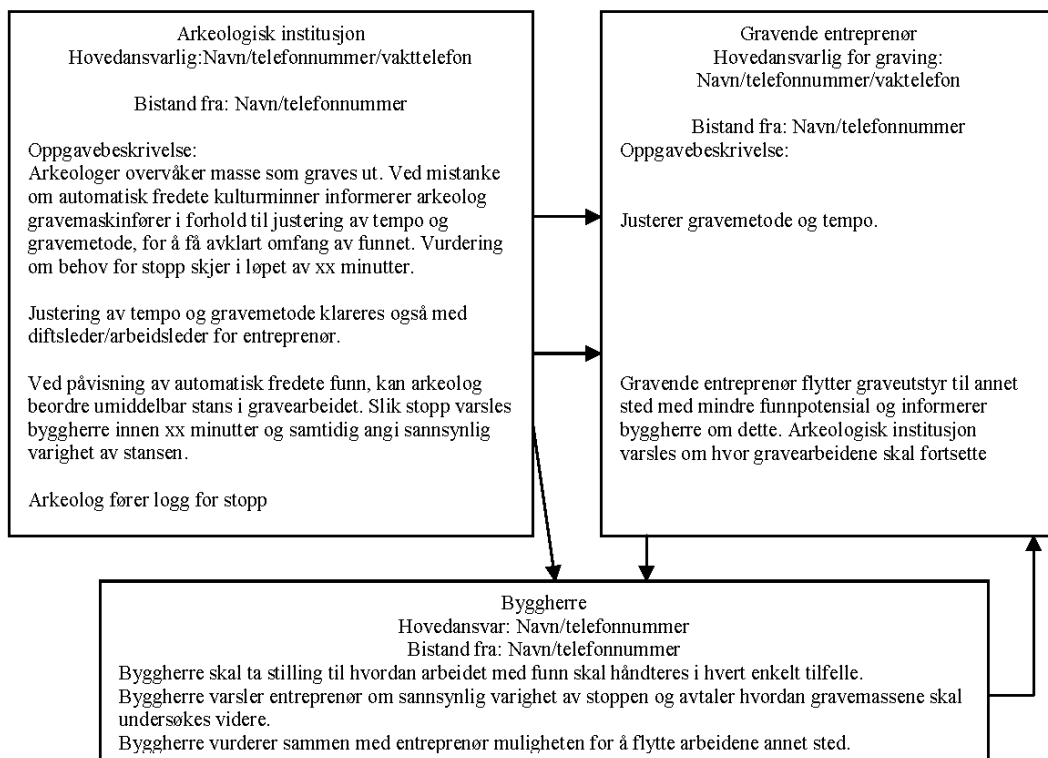 Arkeologisk institusjon
Hovedansvarlig:Navn/telefonnummer/vakttelefon
Bistand fra: Navn/telefonnummer
Oppgavebeskrivelse:
Arkeologer overvåker masse som graves ut. Ved mistanke
om automatisk fredete kulturminner informerer arkeolog
gravemaskinfører i forhold til justering av tempo og
gravemetode, for å få avklart omfang av funnet. Vurdering
om behov for stopp skjer i løpet av xx minutter.
Justering av tempo og gravemetode klareres også med
diftsleder/arbeidsleder for entreprenør.
Ved påvisning av automatisk fredete funn, kan arkeolog
beordre umiddelbar stans i gravearbeidet. Slik stopp varsles
byggherre innen xx minutter og samtidig angi sannsynlig
varighet av stansen.
Arkeolog fører logg for stopp
Gravende entreprenør
Hovedansvarlig for graving:
Navn/telefonnummer/vaktelefon
Bistand fra: Navn/telefonnummer
Oppgavebeskrivelse:
Justerer gravemetode og tempo.
Gravende entreprenør flytter graveutstyr til annet
sted med mindre funnpotensial og informerer
byggherre om dette. Arkeologisk institusjon
varsles om hvor gravearbeidene skal fortsette
Byggherre
Hovedansvar: Navn/telefonnummer
Bistand fra: Navn/telefonnummer
Byggherre skal ta stilling til hvordan arbeidet med funn skal håndteres i hvert enkelt tilfelle.
Byggherre varsler entreprenør om sannsynlig varighet av stoppen og avtaler hvordan gravemassene skal
undersøkes videre.
Byggherre vurderer sammen med entreprenør muligheten for å flytte arbeidene annet sted.